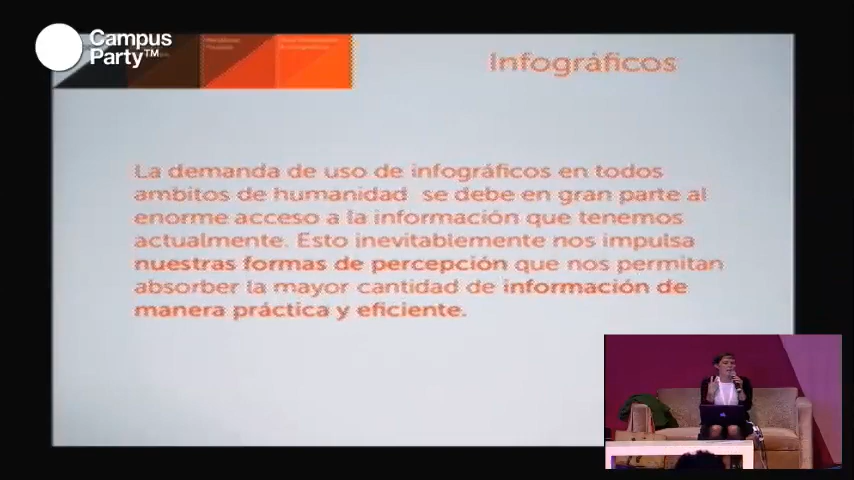 Campus
Party™
Infográficos
La demanda de uso de infográficos en todos
ambitos de humanidad se debe en gran parte al
enorme acceso a la información que tenemos
actualmente. Esto inevitablemente nos impulsa
nuestras formas de percepción que nos permitan
absorber la mayor cantidad de información de
manera práctica y eficiente.